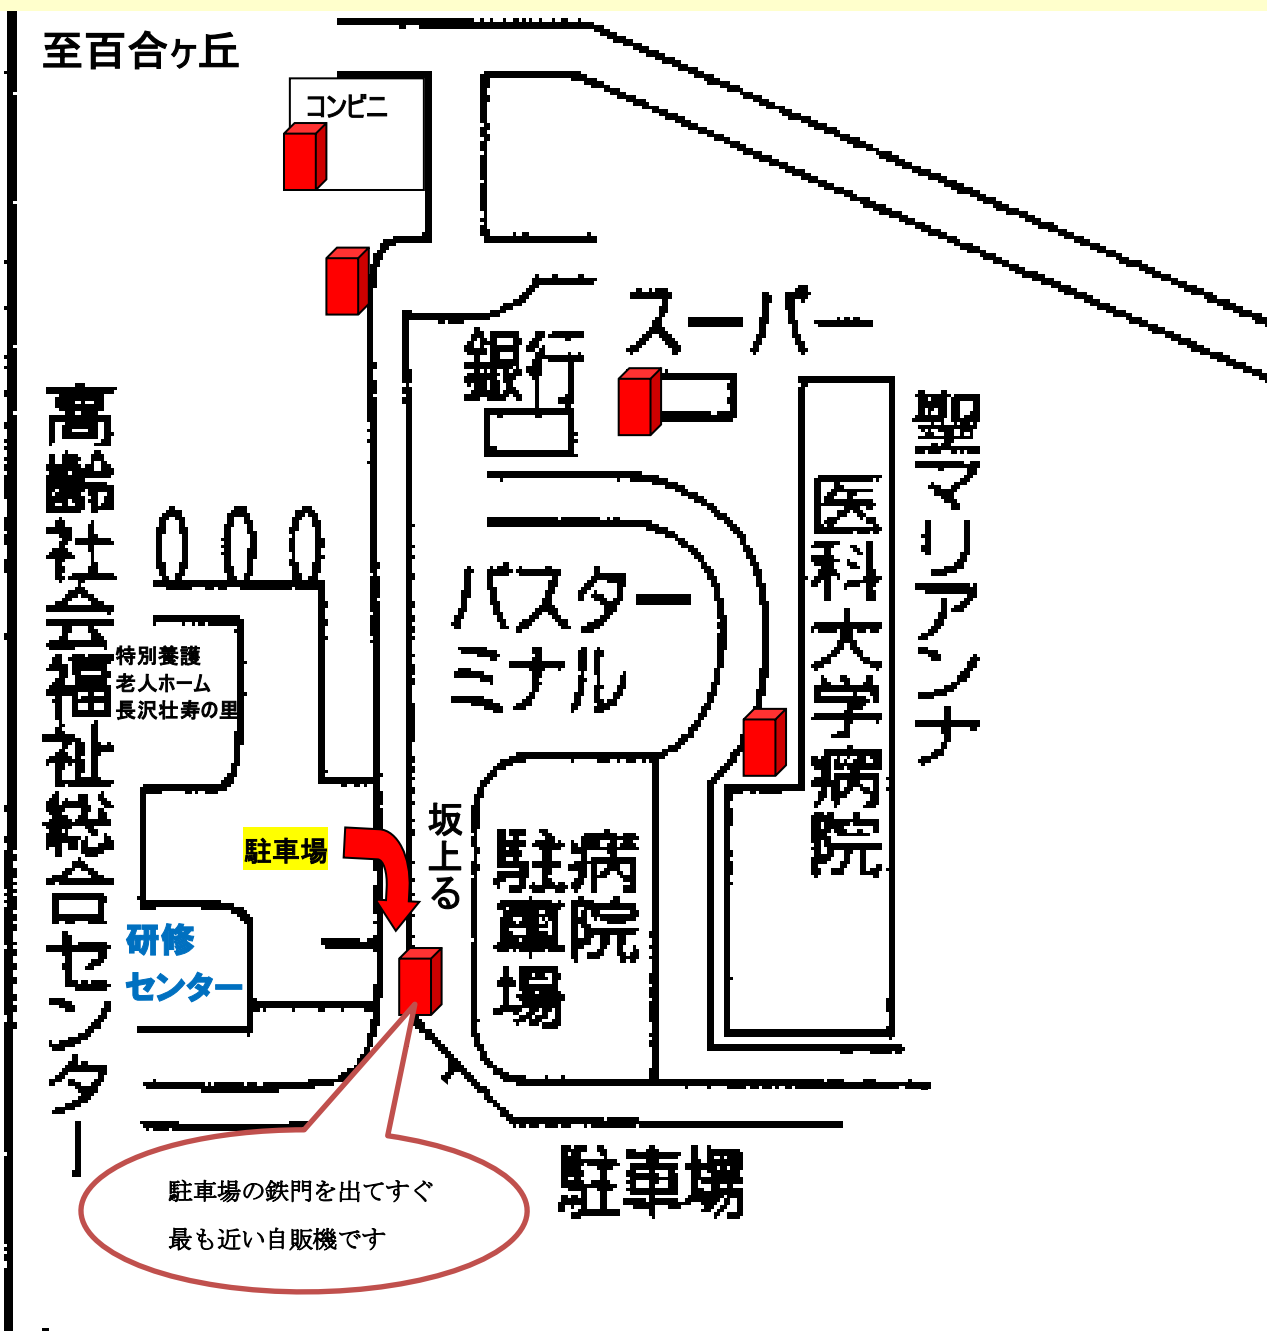 至百合ヶ丘
コンビニ
スーパー
銀行
高齢社会福祉総合センター
聖マリアンナ
医科大学病院
バスター
ミナル
特別養護
老人ホーム
長沢壮寿の里
坂上る
駐車場
病院
駐車場
研修
センター
駐車場
駐車場の鉄門を出てすぐ
最も近い自販機です